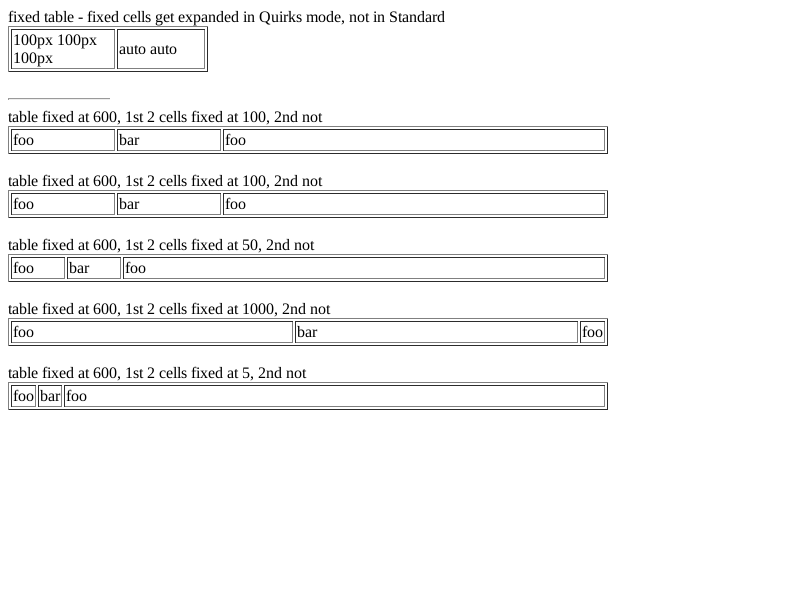 fixed table - fixed cells get expanded in Quirks mode, not in Standard
100px 100px
100px
auto auto
table fixed at 600, 1st 2 cells fixed at 100, 2nd not
foo bar foo
table fixed at 600, 1st 2 cells fixed at 100, 2nd not
foo bar foo
table fixed at 600, 1st 2 cells fixed at 50, 2nd not
foo bar foo
table fixed at 600, 1st 2 cells fixed at 1000, 2nd not
foo bar foo
table fixed at 600, 1st 2 cells fixed at 5, 2nd not
foo bar foo